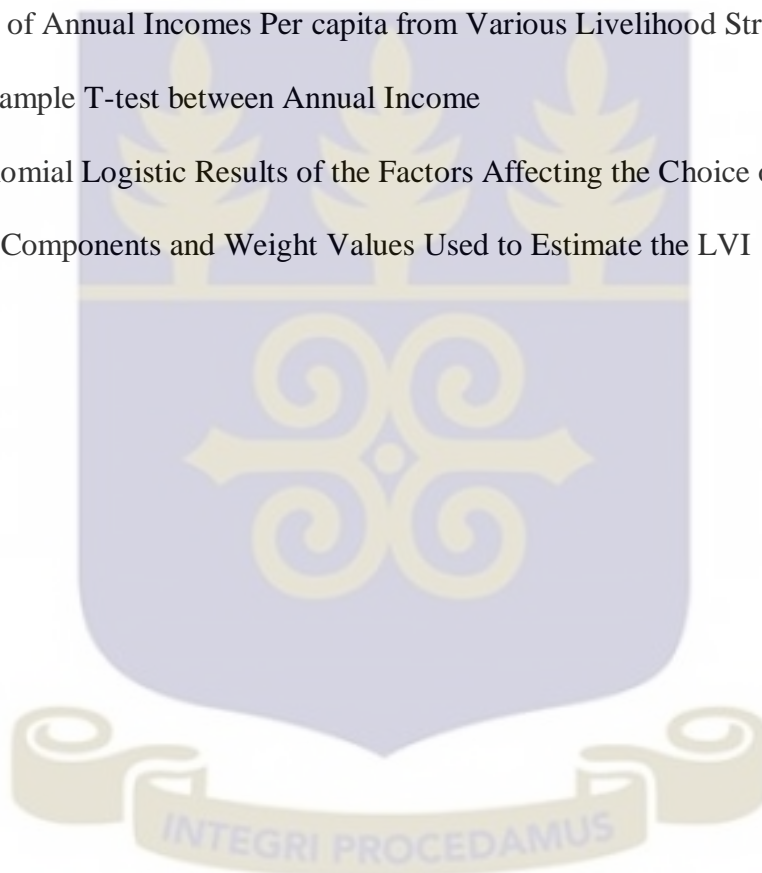 of Annual Incomes Per capita from Various Livelihood Str
ample T-test between Annual Income
omial Logistic Results of the Factors Affecting the Choice
Components and Weight Values Used to Estimate the LVI
INTEGRI PROCEDAMUS